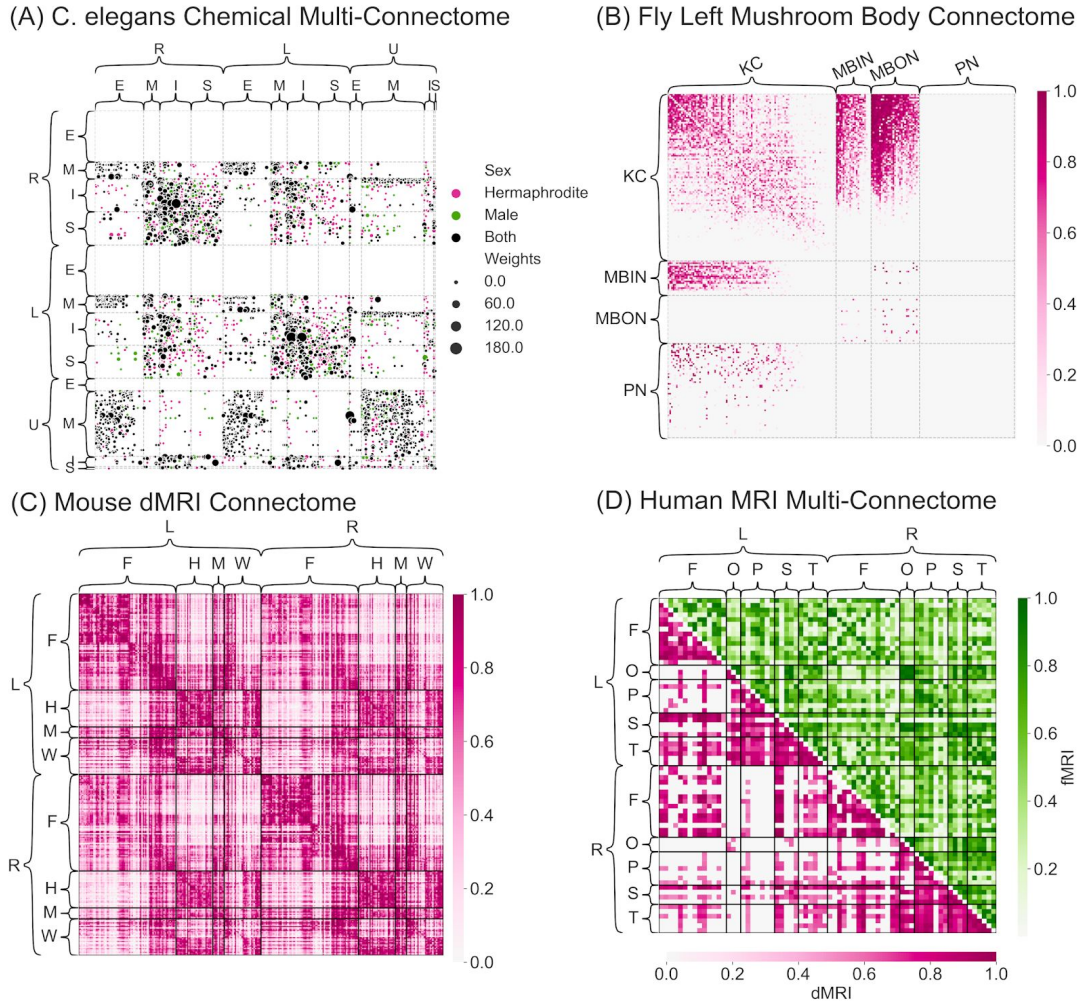 (A) C. elegans Chemical Multi-Connectome
R L U
E M I S E M I S E M I S
R
E
M
I
S
L
E
M
I
S
U
E
M
I
S
Sex
Hermaphrodite
Male
Both
Weights
0.0
60.0
120.0
180.0
(B) Fly Left Mushroom Body Connectome
KC MBIN MBON PN
KC
MBIN
MBON
PN
1.0
0.8
0.6
0.4
0.2
0.0
(C) Mouse dMRI Connectome
L R
F H M W F H M W
L
F
H
M
W
R
F
H
M
W
1.0
0.8
0.6
0.4
0.2
0.0
(D) Human MRI Multi-Connectome
L R
F O P S T F O P S T
L
F
O
P
S
T
R
F
O
P
S
T
1.0
0.8
0.6
0.4
0.2
fMRI
0.0 0.2 0.4 0.6 0.8 1.0
dMRI